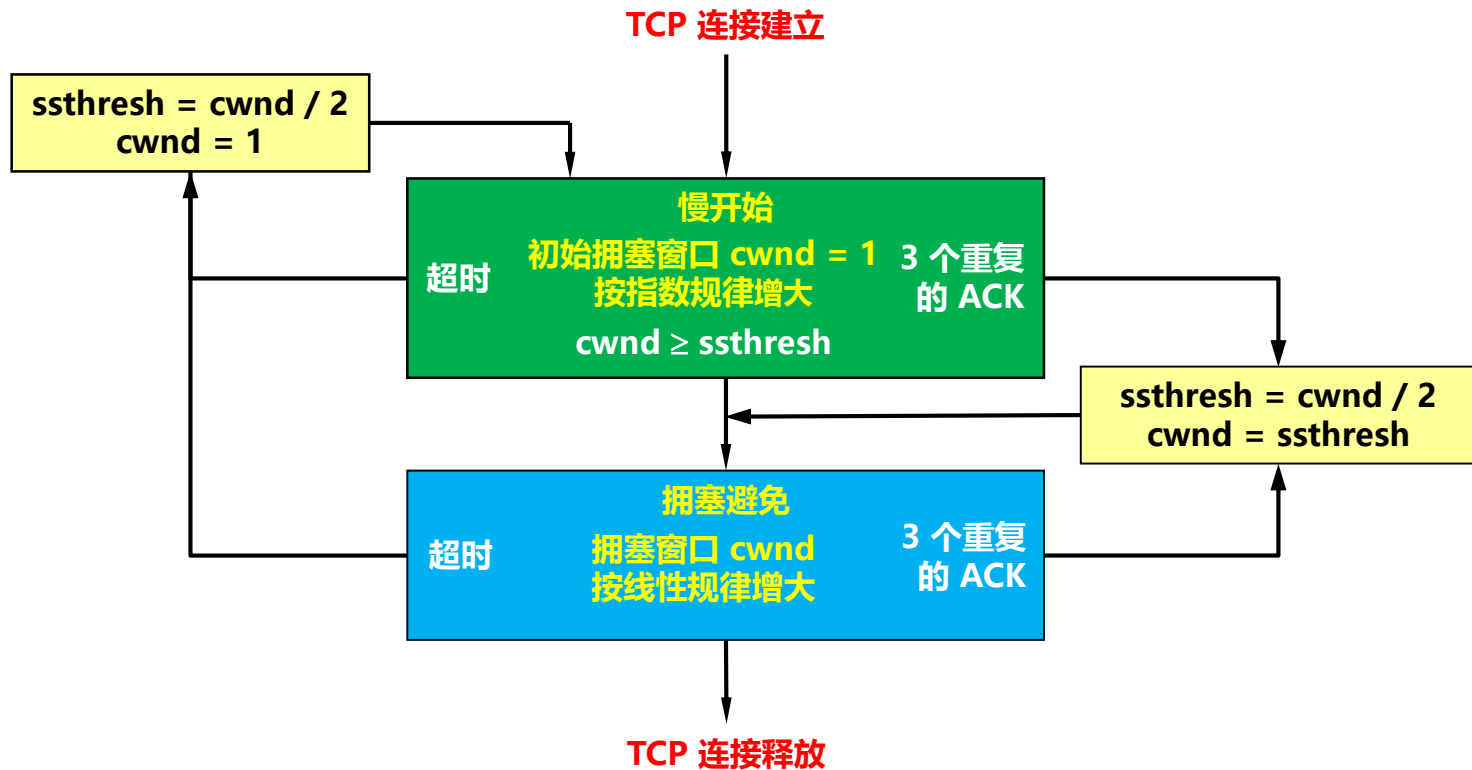 TCP 连接建立
ssthresh = cwnd / 2
cwnd = 1
慢开始
超时
初始拥塞窗口 cwnd = 1
按指数规律增大
3 个重复
的 ACK
cwnd ≥ ssthresh
ssthresh = cwnd / 2
cwnd = ssthresh
拥塞避免
超时
拥塞窗口 cwnd
按线性规律增大
3 个重复
的 ACK
TCP 连接释放